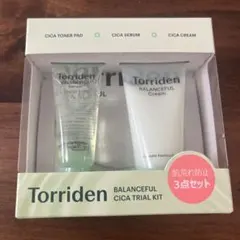 CICA TONER PAD
CICA SERUM
CICA CREAM
Torriden
BALANCEFUL
Torriden
BALANCEFUL
Cream
肌荒れ防止
3点セット
Torriden BALANCEFUL
CICA TRIAL KIT